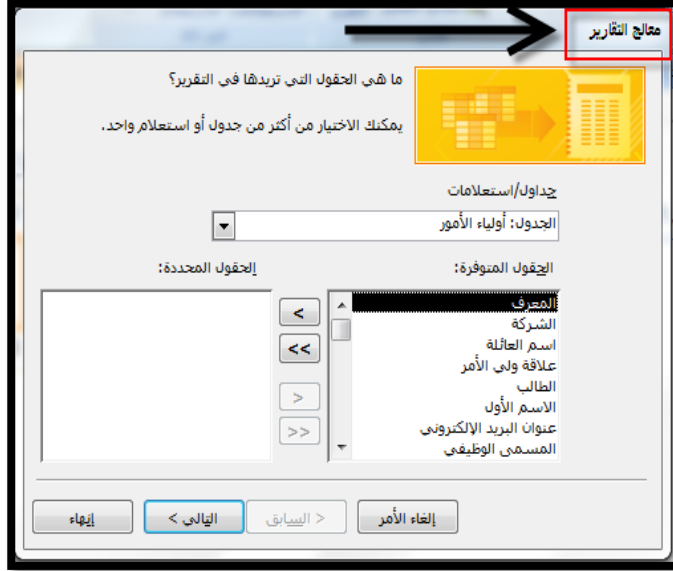 معالج التقارير
ما هي الحقول التي تريدها في التقرير؟
يمكنك الاختيار من أكثر من جدول أو استعلام واحد.
جداول/استعلامات
الجدول: أولياء الأمور
الحقول المتوفرة:
الحقول المحددة:
المعرف
الشركة
اسم العائلة
علاقة ولي الأمر
الطالب
الاسم الأول
عنوان البريد الإلكتروني
المسمى الوظيفي
>
>>
<
<<
إلغاء الأمر
< السابق
التالي >
إنهاء